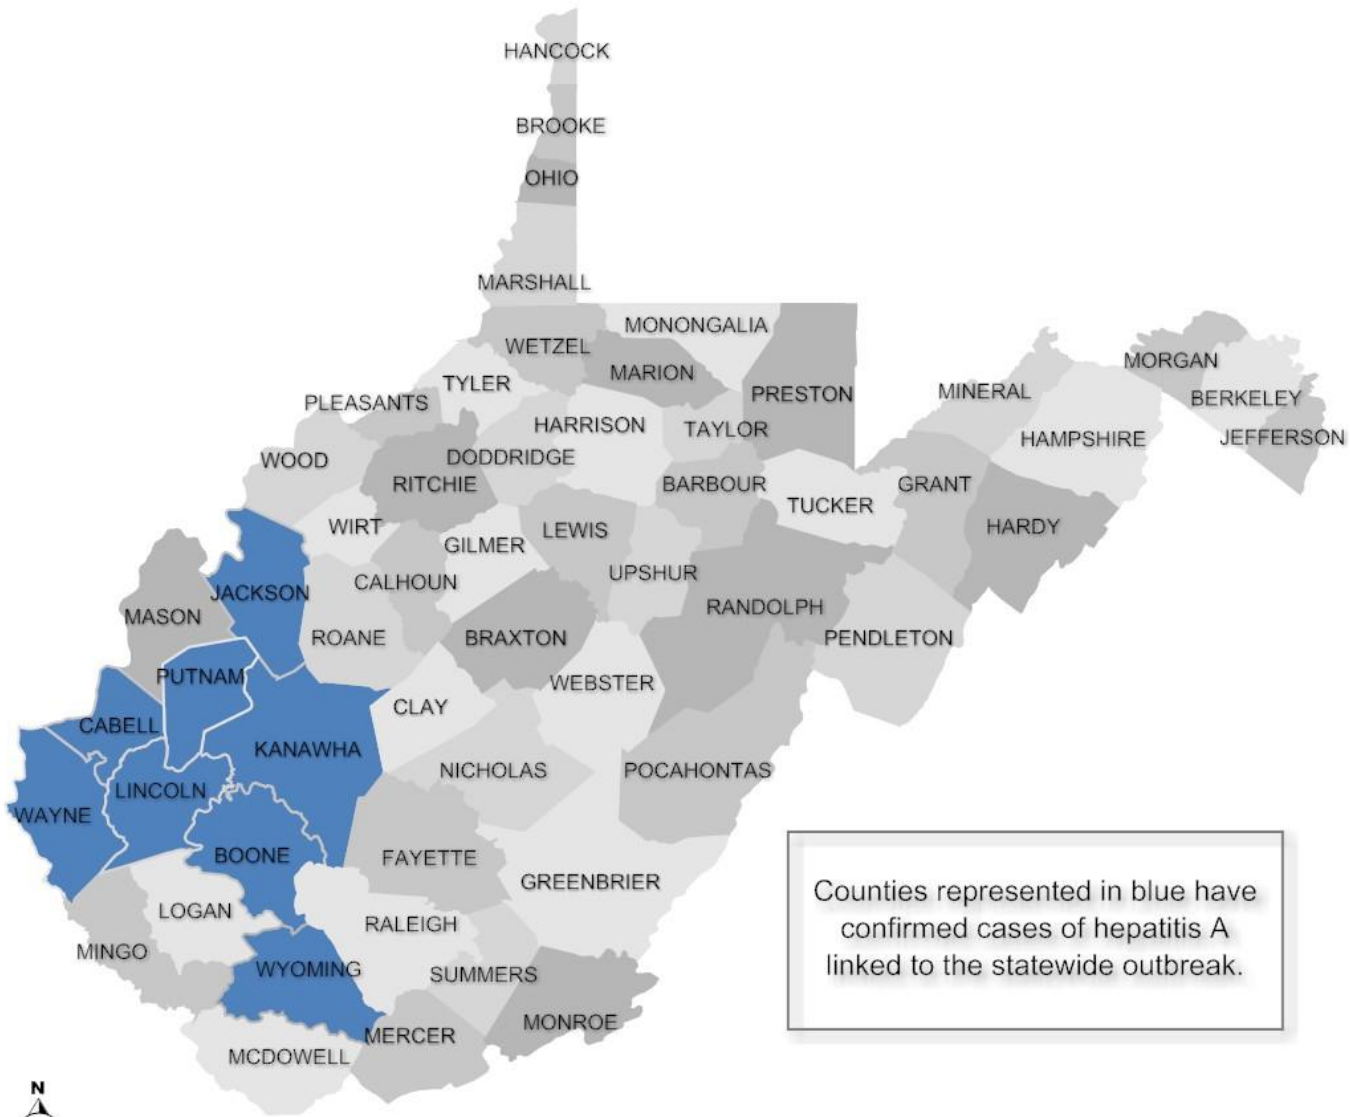 HANCOCK
BROOKE
OHIO
MARSHALL
MONONGALIA
WETZEL
MARION
MORGAN
TYLER
PRESTON
MINERAL
BERKELEY
PLEASANTS
HARRISON
TAYLOR
HAMPSHIRE
JEFFERSON
WOOD
DODDRIDGE
RITCHIE
BARBOUR
GRANT
TUCKER
WIRT
LEWIS
HARDY
GILMER
CALHOUN
UPSHUR
JACKSON
RANDOLPH
MASON
ROANE
BRAXTON
PENDLETON
PUTNAM
WEBSTER
CLAY
CABELL
KANAWHA
NICHOLAS
POCAHONTAS
LINCOLN
WAYNE
BOONE
FAYETTE
GREENBRIER
LOGAN
RALEIGH
MINGO
WYOMING
SUMMERS
MONROE
MERCER
MCDOWELL
Counties represented in blue have
confirmed cases of hepatitis A
linked to the statewide outbreak.
N